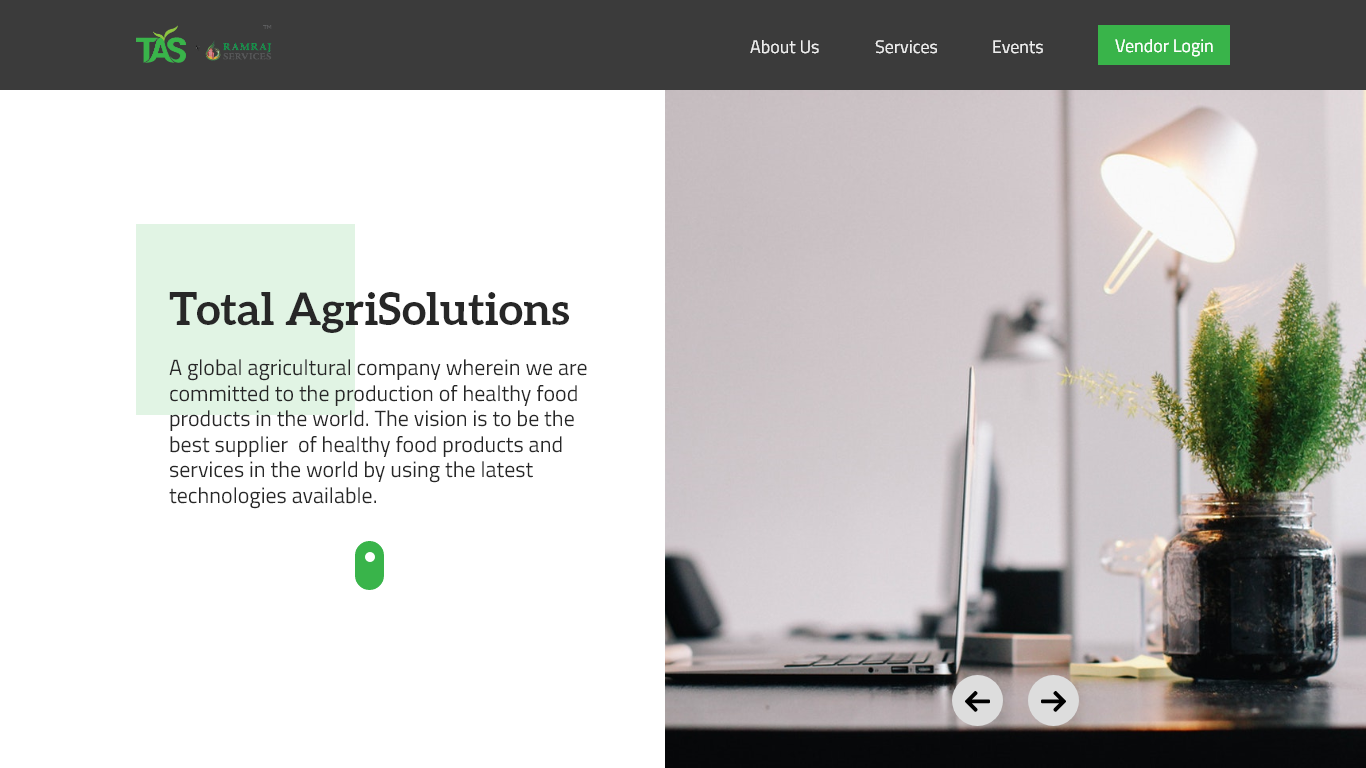 TAS
TM
RAMRAJ
SERVICES
About Us
Services
Events
Vendor Login
Total AgriSolutions
A global agricultural company wherein we are
committed to the production of healthy food
products in the world. The vision is to be the
best supplier  of healthy food products and
services in the world by using the latest
technologies available.